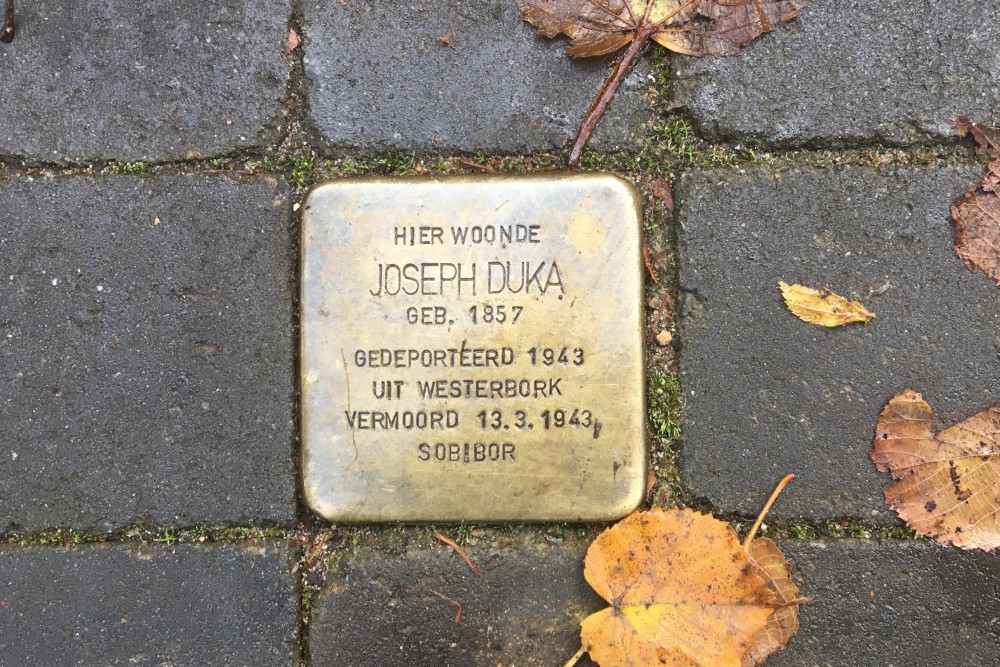 HIER WOONDE
JOSEPH DUKA
GEB. 1857
GEDEPORTEERD 1943
UIT WESTERBORK
VERMOORD 13.3.1943
SOBIBOR